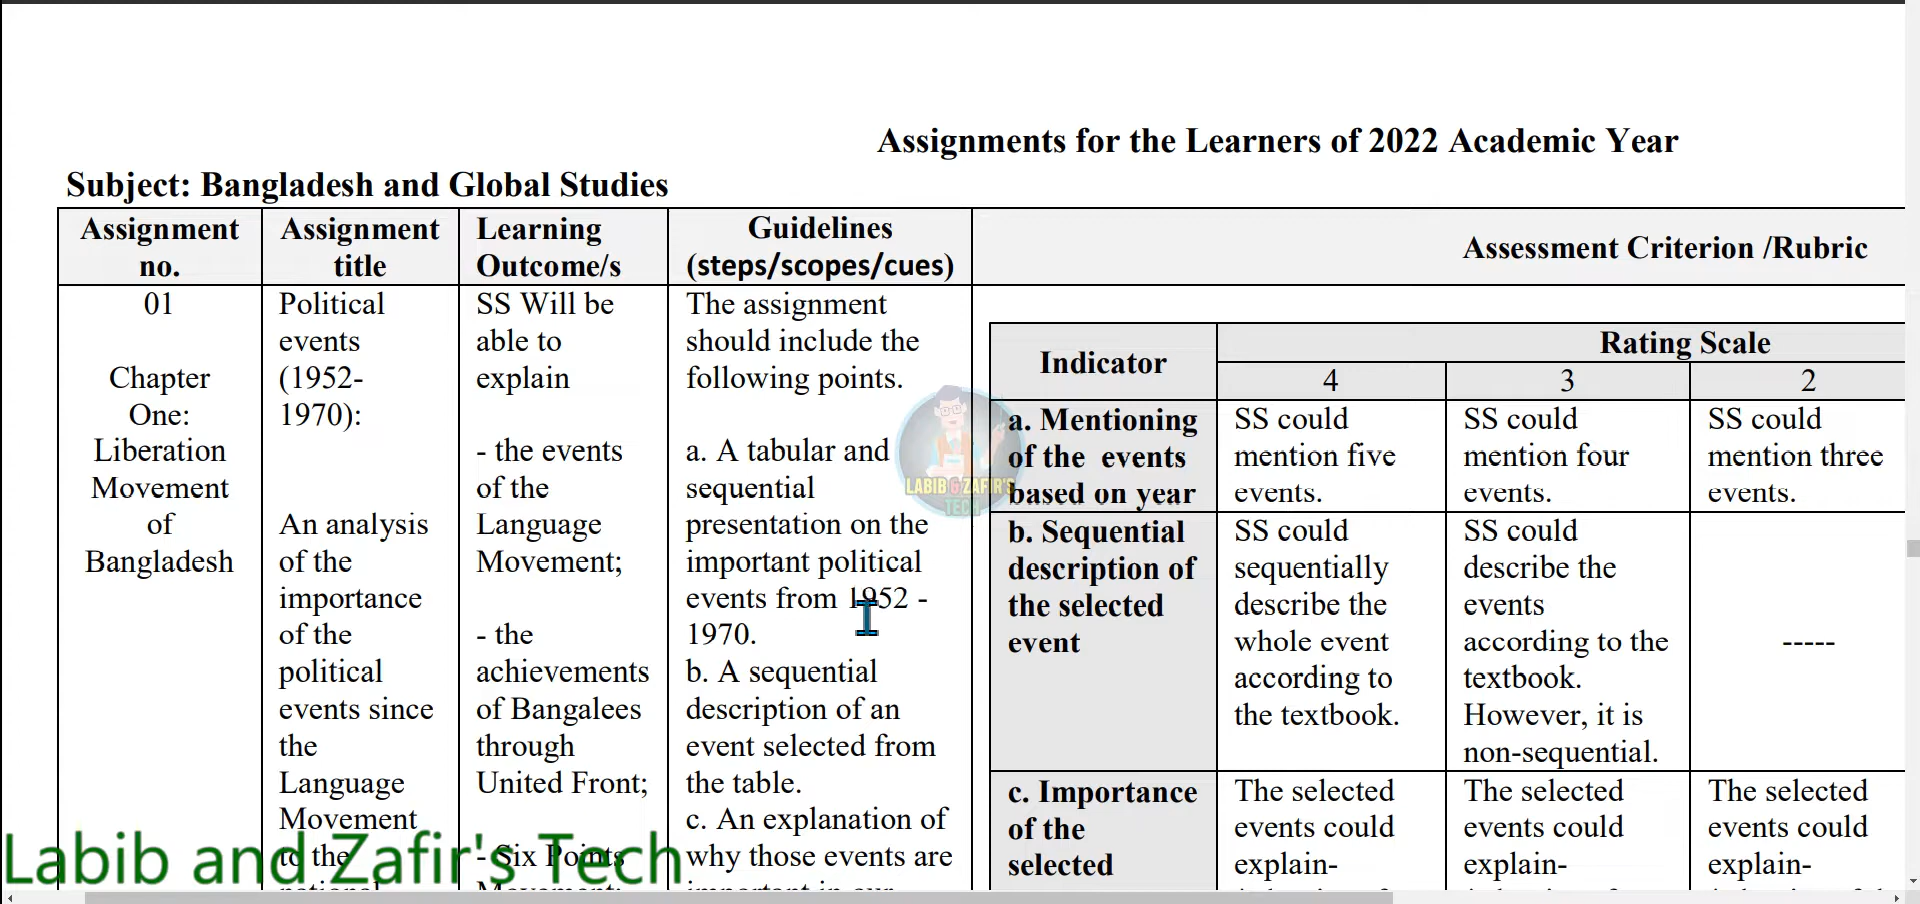 Assignments for the Learners of 2022 Academic Year
Subject: Bangladesh and Global Studies
Assignment
no.
Assignment
title
Learning
Outcome/s
Guidelines
(steps/scopes/cues)
Assessment Criterion /Rubric
01
Chapter
One:
Liberation
Movement
of
Bangladesh
Political
events
(1952-
1970):
An analysis
of the
importance
of the
political
events since
the
Language
Movement
to the
SS Will be
able to
explain
- the events
of the
Language
Movement;
- the
achievements
of Bangalees
through
United Front;
- Six Points
The assignment
should include the
following points.
a. A tabular and
sequential
presentation on the
important political
events from 1952 -
1970.
b. A sequential
description of an
event selected from
the table.
c. An explanation of
why those events are
Indicator
Rating Scale
4
3
2
a. Mentioning
of the events
based on year
SS could
mention five
events.
SS could
mention four
events.
SS could
mention three
events.
b. Sequential
description of
the selected
event
SS could
sequentially
describe the
whole event
according to
the textbook.
SS could
describe the
events
according to the
textbook.
However, it is
non-sequential.
-----
c. Importance
of the
selected
The selected
events could
explain-
The selected
events could
explain-
The selected
events could
explain-
LABIB & ZAFIR'S
TECH
Labib and Zafir's Tech